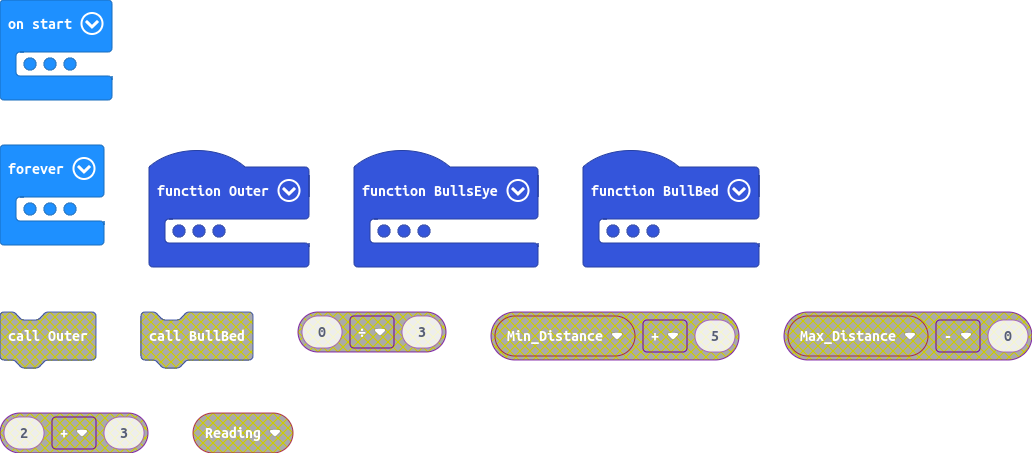 on start
forever
function Outer
function BullsEye
function BullBed
call Outer
call BullBed
0 ÷ 3
Min_Distance + 5
Max_Distance - 0
2 + 3
Reading